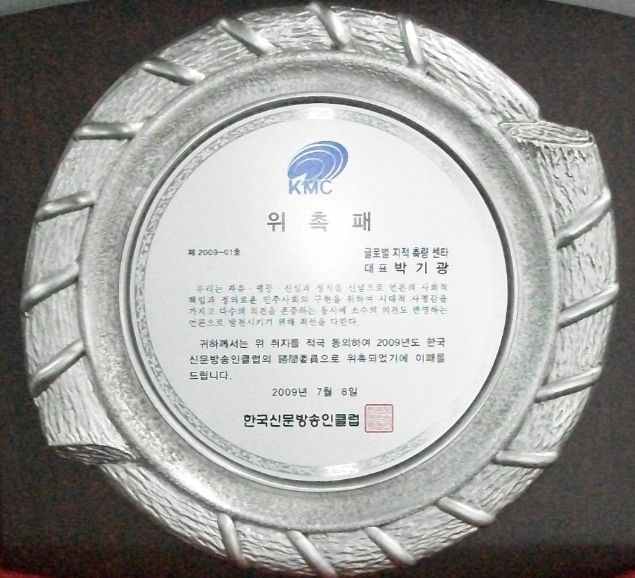 KMC
위 촉 패
제 2009-01호
글로벌 지적 측량 센타
대표 박기광
우리는 자유·평등·진실과 정직을 신념으로 언론의 사회적
책임과 정의로운 민주사회의 구현을 위하여 시대적 사명감을
가지고 다수의 의견을 존중하는 동시에 소수의 의견도 반영하는
언론으로 발전시키기 위해 최선을 다한다.
귀하께서는 위 취지를 적극 동의하여 2009년도 한국
신문방송인클럽의 諮問委員으로 위촉되었기에 이패를
드립니다.
2009년 7월 8일
한국신문방송인클럽